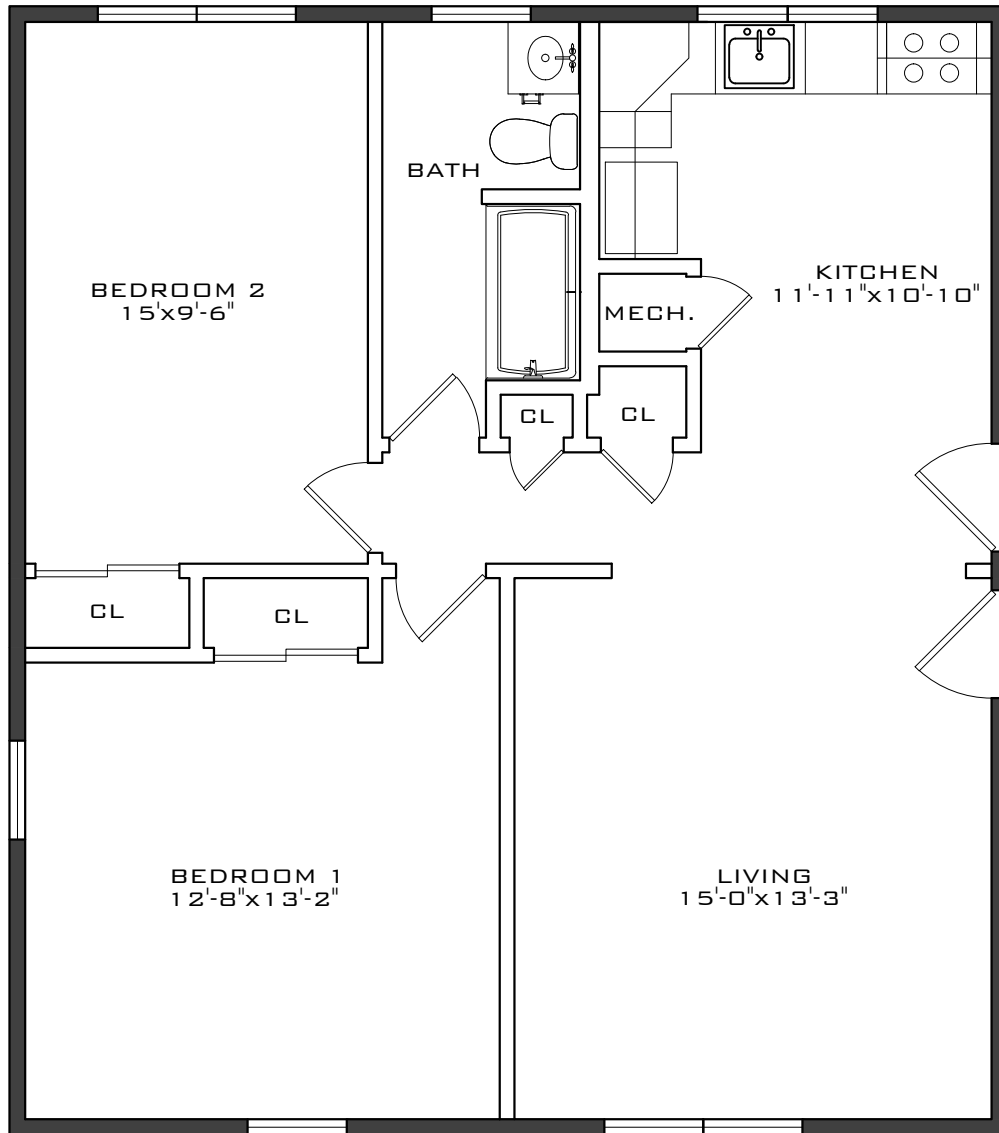 BATH
BEDROOM 2
15'x9'-6"
KITCHEN
11'-11"x10'-10"
MECH.
CL
CL
CL
CL
BEDROOM 1
12'-8"x13'-2"
LIVING
15'-0"x13'-3"